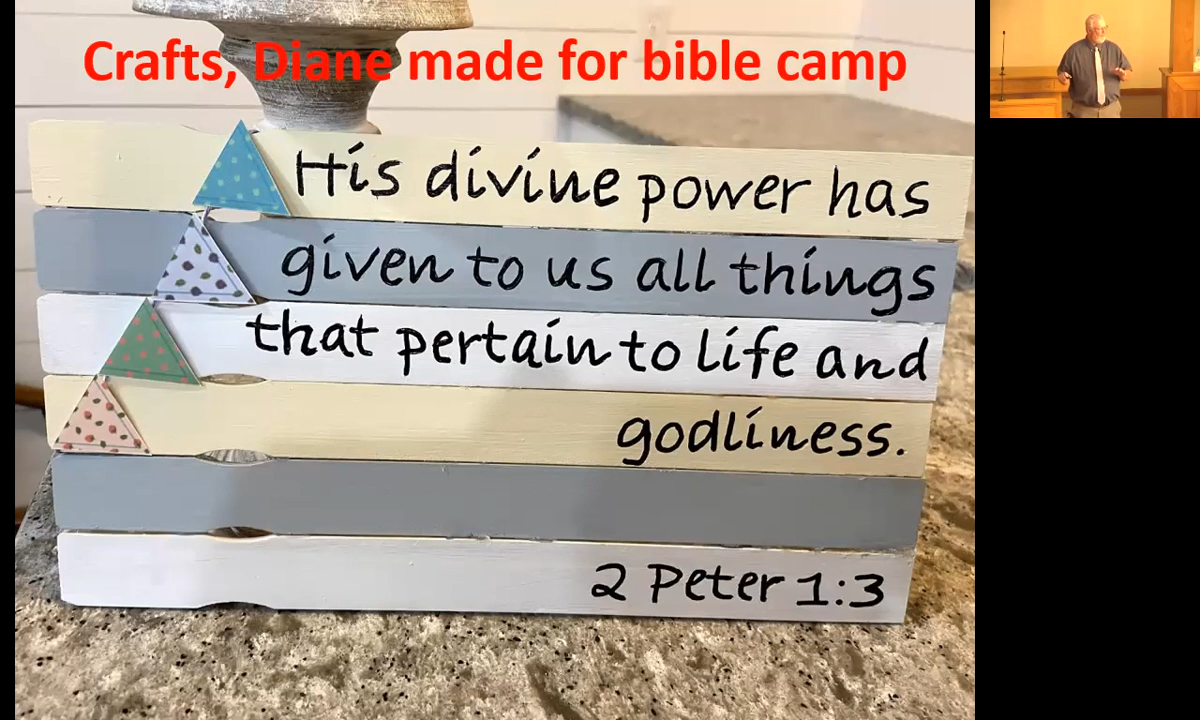 Crafts, Diane made for bible camp
His divine power has
given to us all things
that pertain to life and
godliness.
2 Peter 1:3